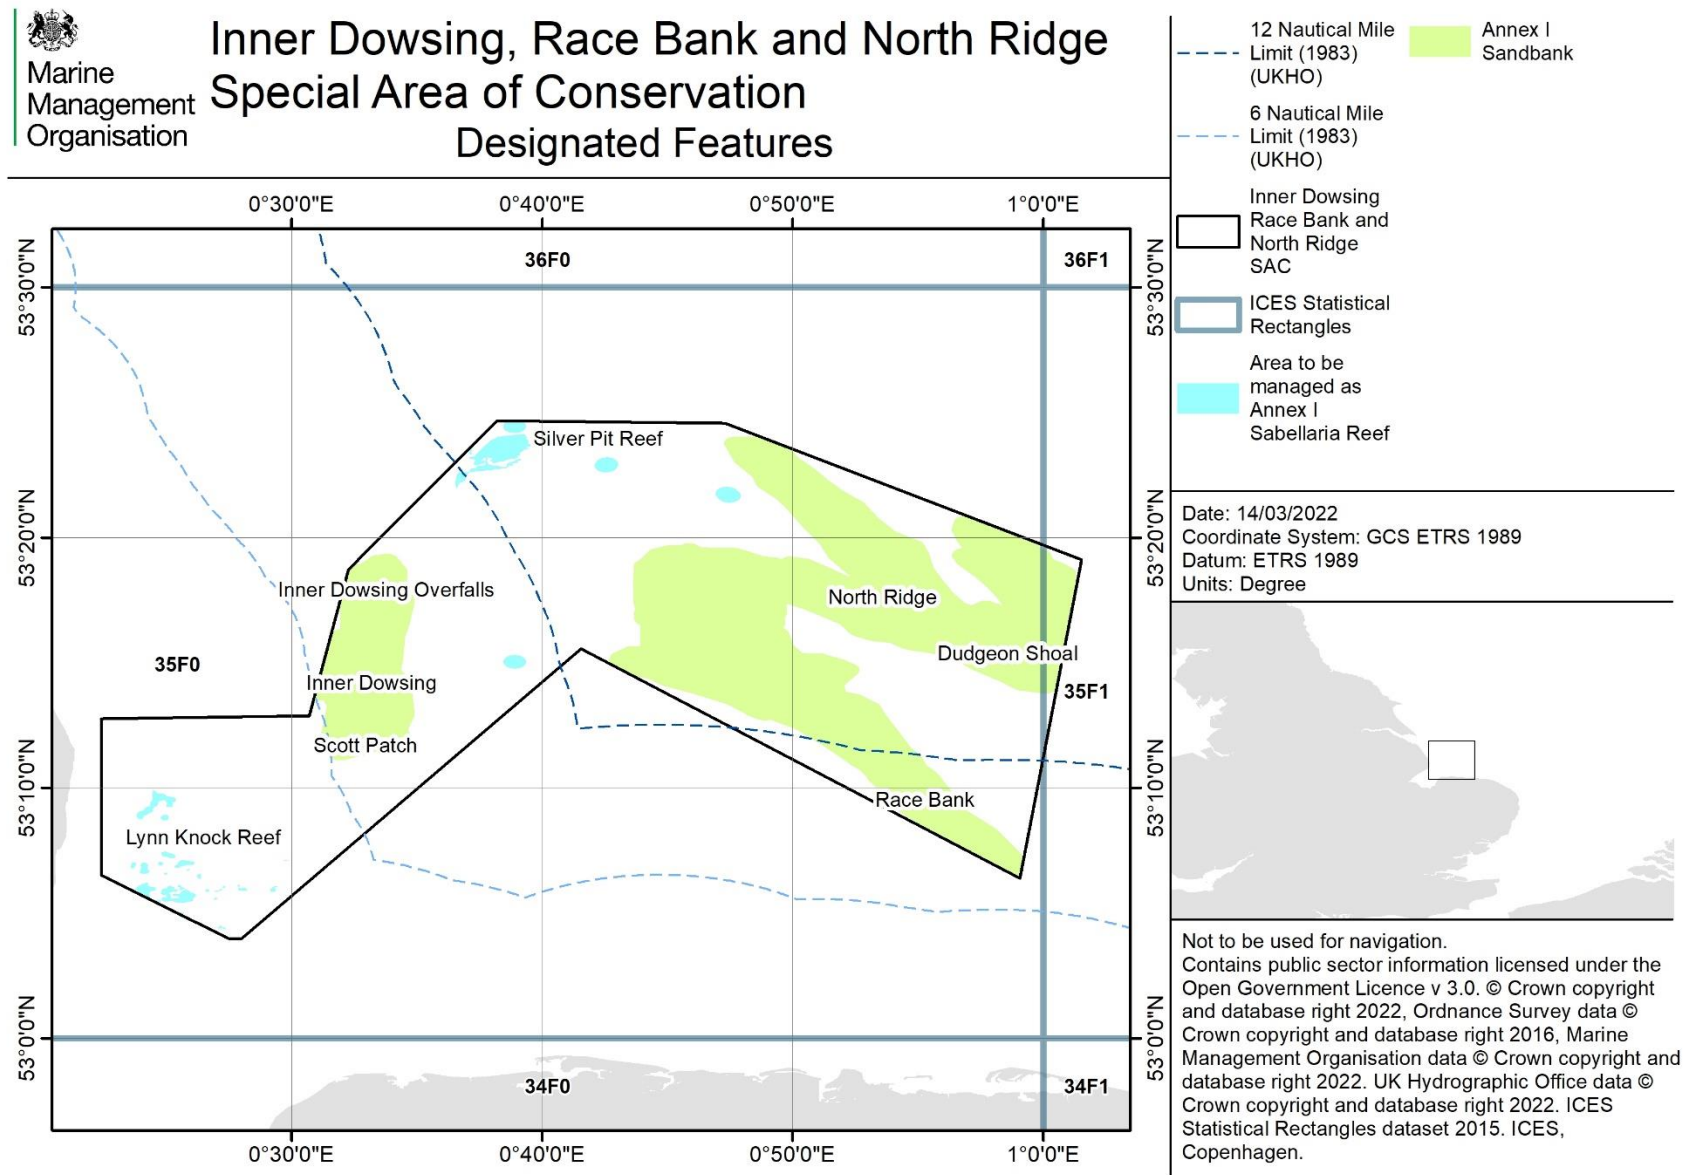 Marine
Management
Organisation
Inner Dowsing, Race Bank and North Ridge
Special Area of Conservation
Designated Features
0°30'0"E
0°40'0"E
0°50'0"E
1°0'0"E
53°30'0"N
53°20'0"N
53°10'0"N
53°0'0"N
36F0
36F1
Silver Pit Reef
Inner Dowsing Overfalls
North Ridge
Dudgeon Shoal
35F0
Inner Dowsing
35F1
Scott Patch
Race Bank
Lynn Knock Reef
34F0
34F1
53°30'0"N
53°20'0"N
53°10'0"N
53°0'0"N
0°30'0"E
0°40'0"E
0°50'0"E
1°0'0"E
12 Nautical Mile
Limit (1983)
(UKHO)
6 Nautical Mile
Limit (1983)
(UKHO)
Inner Dowsing
Race Bank and
North Ridge
SAC
ICES Statistical
Rectangles
Area to be
managed as
Annex I
Sabellaria Reef
Annex I
Sandbank
Date: 14/03/2022
Coordinate System: GCS ETRS 1989
Datum: ETRS 1989
Units: Degree
Not to be used for navigation.
Contains public sector information licensed under the
Open Government Licence v 3.0. © Crown copyright
and database right 2022, Ordnance Survey data ©
Crown copyright and database right 2016, Marine
Management Organisation data © Crown copyright and
database right 2022. UK Hydrographic Office data ©
Crown copyright and database right 2022. ICES
Statistical Rectangles dataset 2015. ICES,
Copenhagen.